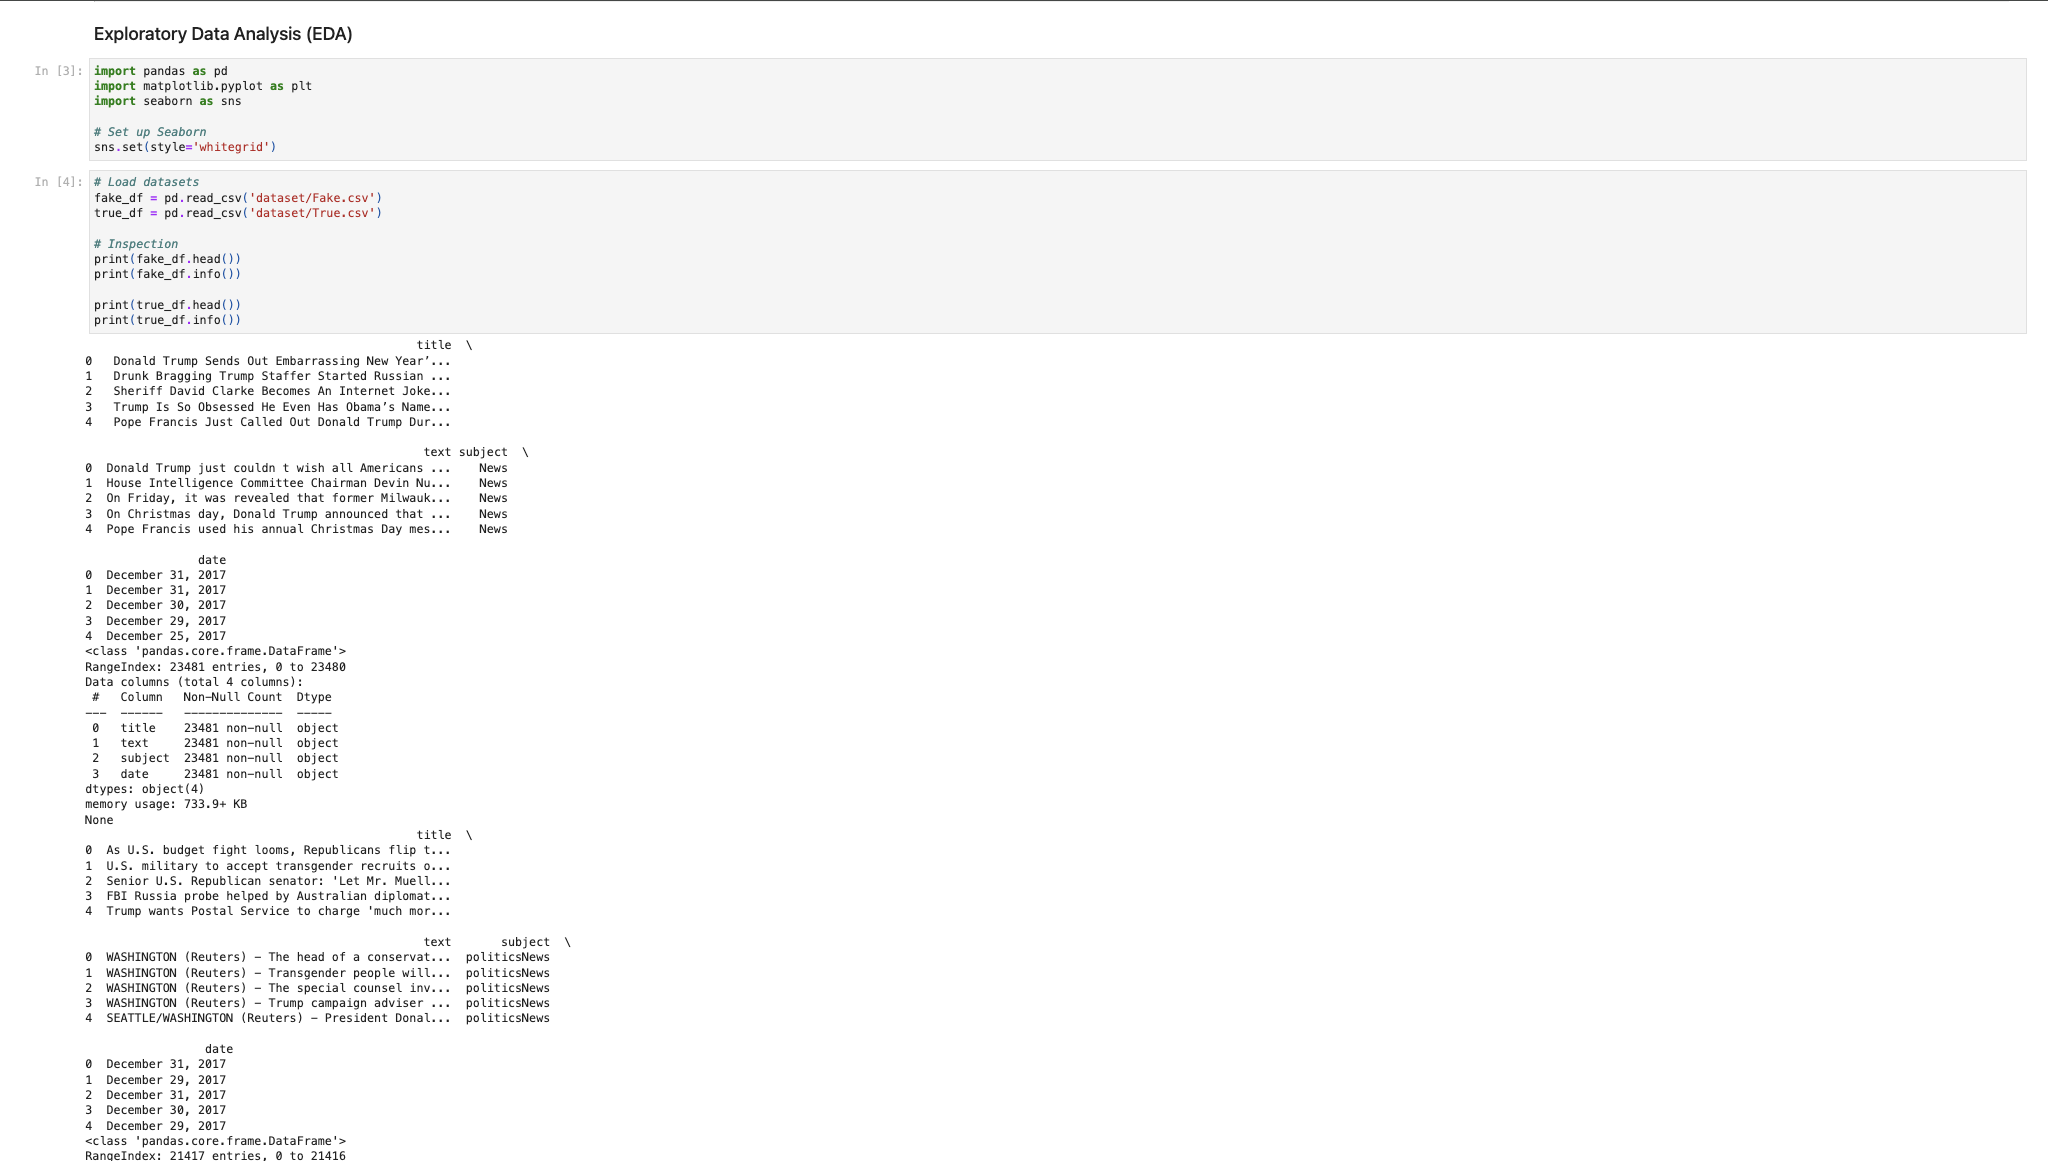 Exploratory Data Analysis (EDA)
In [3]: import pandas as pd
import matplotlib.pyplot as plt
import seaborn as sns

# Set up Seaborn
sns.set(style='whitegrid')

In [4]: # Load datasets
fake_df = pd.read_csv('dataset/Fake.csv')
true_df = pd.read_csv('dataset/True.csv')

# Inspection
print(fake_df.head())
print(fake_df.info())

print(true_df.head())
print(true_df.info())

                                               title  \
0   Donald Trump Sends Out Embarrassing New Year’...
1   Drunk Bragging Trump Staffer Started Russian ...
2   Sheriff David Clarke Becomes An Internet Joke...
3   Trump Is So Obsessed He Even Has Obama’s Name...
4   Pope Francis Just Called Out Donald Trump Dur...

                                                text subject  \
0  Donald Trump just couldn t wish all Americans ...    News
1  House Intelligence Committee Chairman Devin Nu...    News
2  On Friday, it was revealed that former Milwauk...    News
3  On Christmas day, Donald Trump announced that ...    News
4  Pope Francis used his annual Christmas Day mes...    News

                date
0  December 31, 2017
1  December 31, 2017
2  December 30, 2017
3  December 29, 2017
4  December 25, 2017
<class 'pandas.core.frame.DataFrame'>
RangeIndex: 23481 entries, 0 to 23480
Data columns (total 4 columns):
 #   Column   Non-Null Count  Dtype
---  ------   --------------  -----
 0   title    23481 non-null  object
 1   text     23481 non-null  object
 2   subject  23481 non-null  object
 3   date     23481 non-null  object
dtypes: object(4)
memory usage: 733.9+ KB
None
                                               title  \
0  As U.S. budget fight looms, Republicans flip t...
1  U.S. military to accept transgender recruits o...
2  Senior U.S. Republican senator: 'Let Mr. Muell...
3  FBI Russia probe helped by Australian diplomat...
4  Trump wants Postal Service to charge 'much mor...

                                                text       subject  \
0  WASHINGTON (Reuters) - The head of a conservat...  politicsNews
1  WASHINGTON (Reuters) - Transgender people will...  politicsNews
2  WASHINGTON (Reuters) - The special counsel inv...  politicsNews
3  WASHINGTON (Reuters) - Trump campaign adviser ...  politicsNews
4  SEATTLE/WASHINGTON (Reuters) - President Donal...  politicsNews

                 date
0  December 31, 2017
1  December 29, 2017
2  December 31, 2017
3  December 30, 2017
4  December 29, 2017
<class 'pandas.core.frame.DataFrame'>
RangeIndex: 21417 entries, 0 to 21416